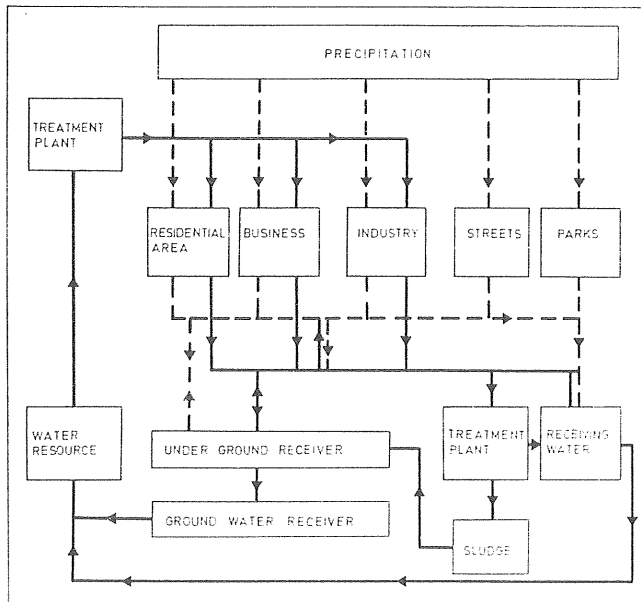 PRECIPITATION
TREATMENT
PLANT
RESIDENTIAL
AREA
BUSINESS
INDUSTRY
STREETS
PARKS
WATER
RESOURCE
UNDER GROUND RECEIVER
TREATMENT
PLANT
RECEIVING
WATER
GROUND WATER RECEIVER
SLUDGE